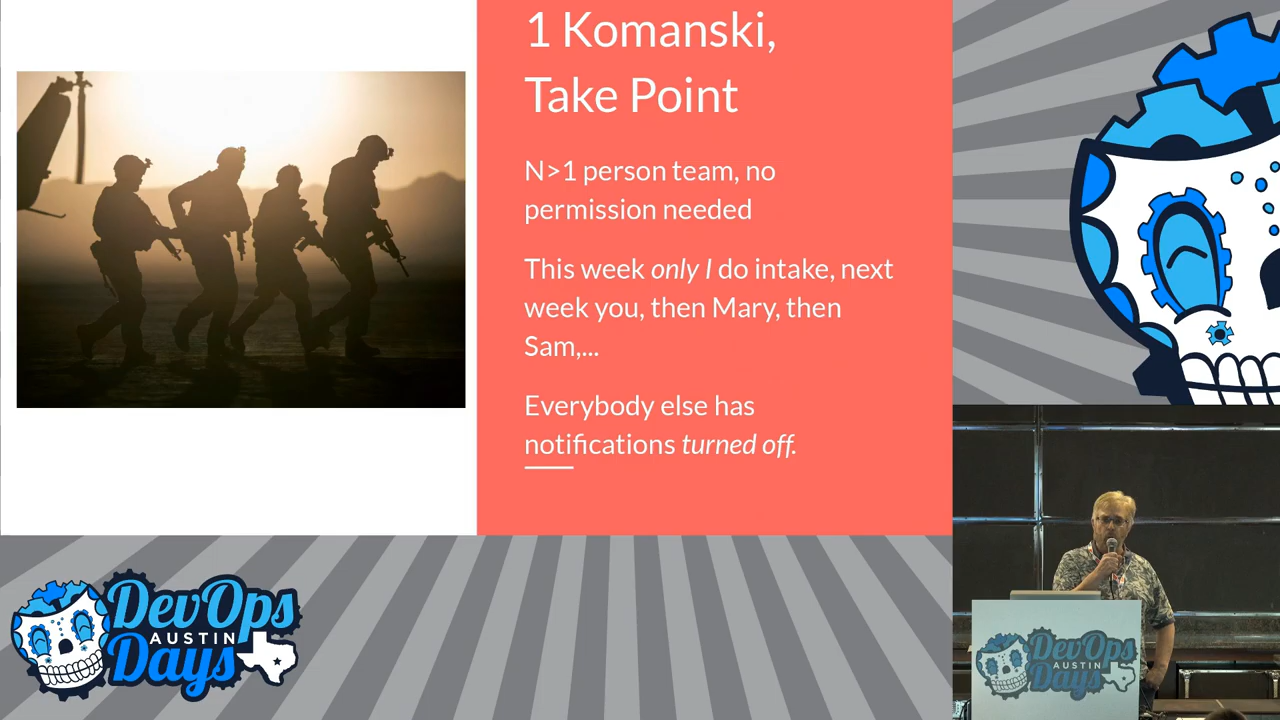 1 Komanski,
Take Point
N>1 person team, no
permission needed
This week only I do intake, next
week you, then Mary, then
Sam,...
Everybody else has
notifications turned off.
DevOps
AUSTIN
Days
DevOps
AUSTIN
Days